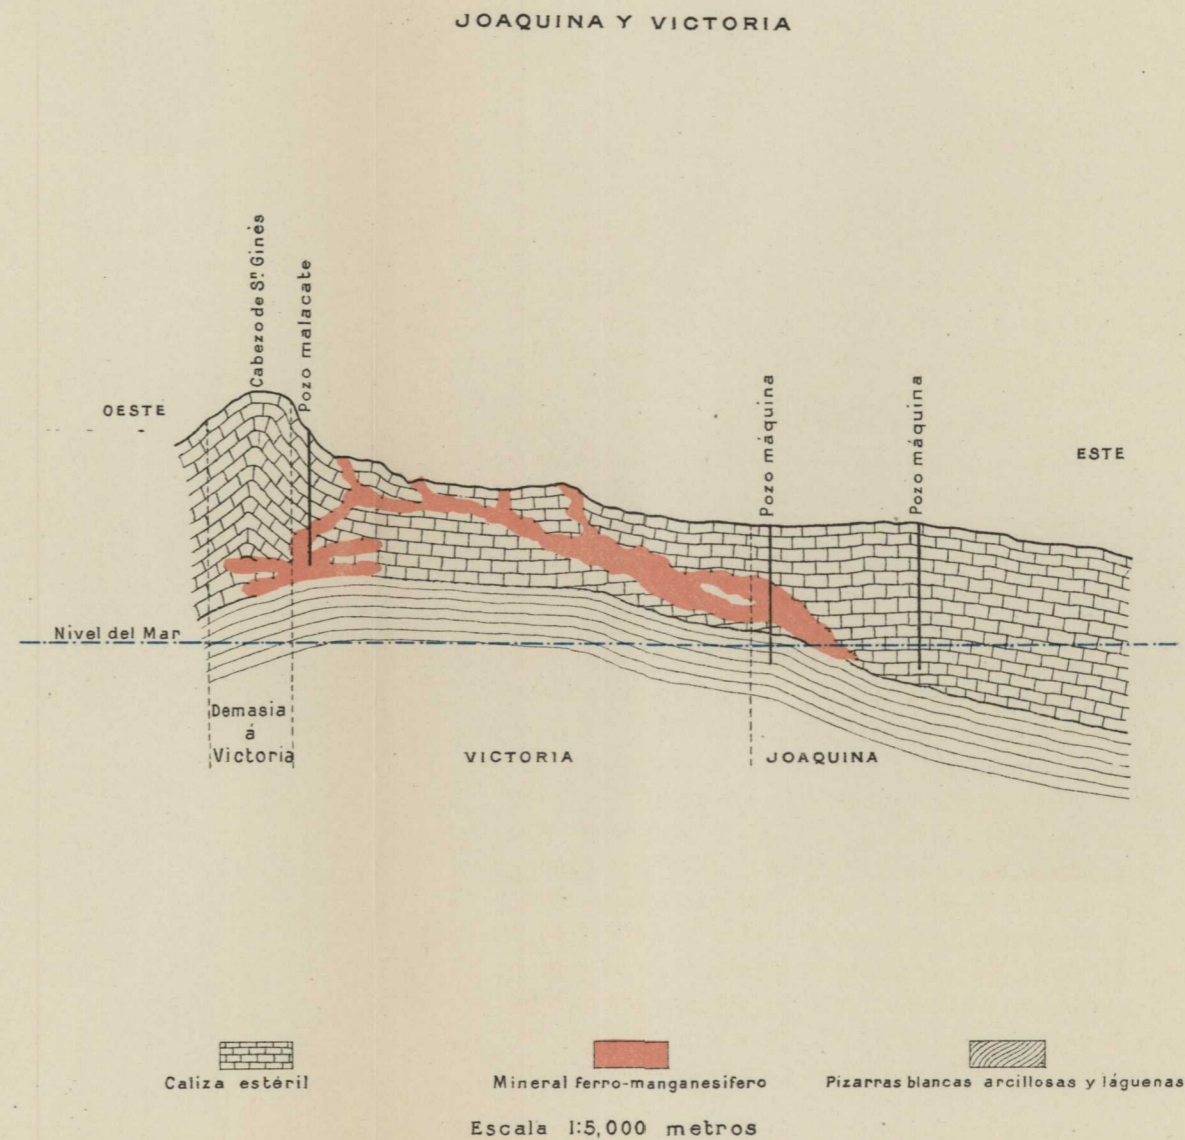 JOAQUINA Y VICTORIA
Cabezo de Sn. Ginés
Pozo malacate
OESTE
Pozo máquina
Pozo máquina
ESTE
Nivel del Mar
Demasia
á
Victoria
VICTORIA
JOAQUINA
Caliza estéril
Mineral Ferro-manganesifero
Pizarras blancas arcillosas y láguenas
Escala 1:5,000 metros